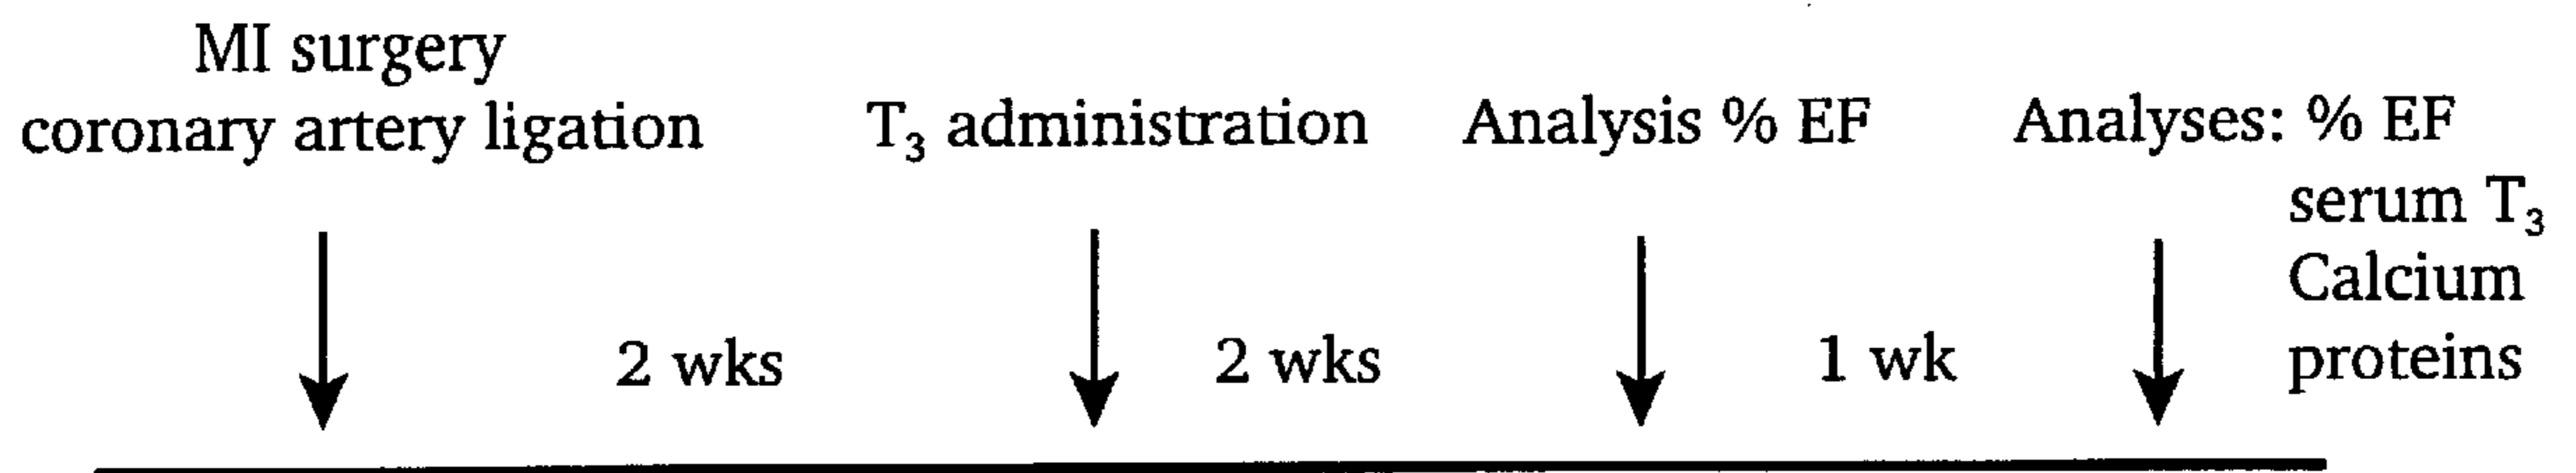 MI surgery
coronary artery ligation
T₃ administration
Analysis % EF
Analyses: % EF
serum T₃
Calcium
proteins
2 wks
2 wks
1 wk